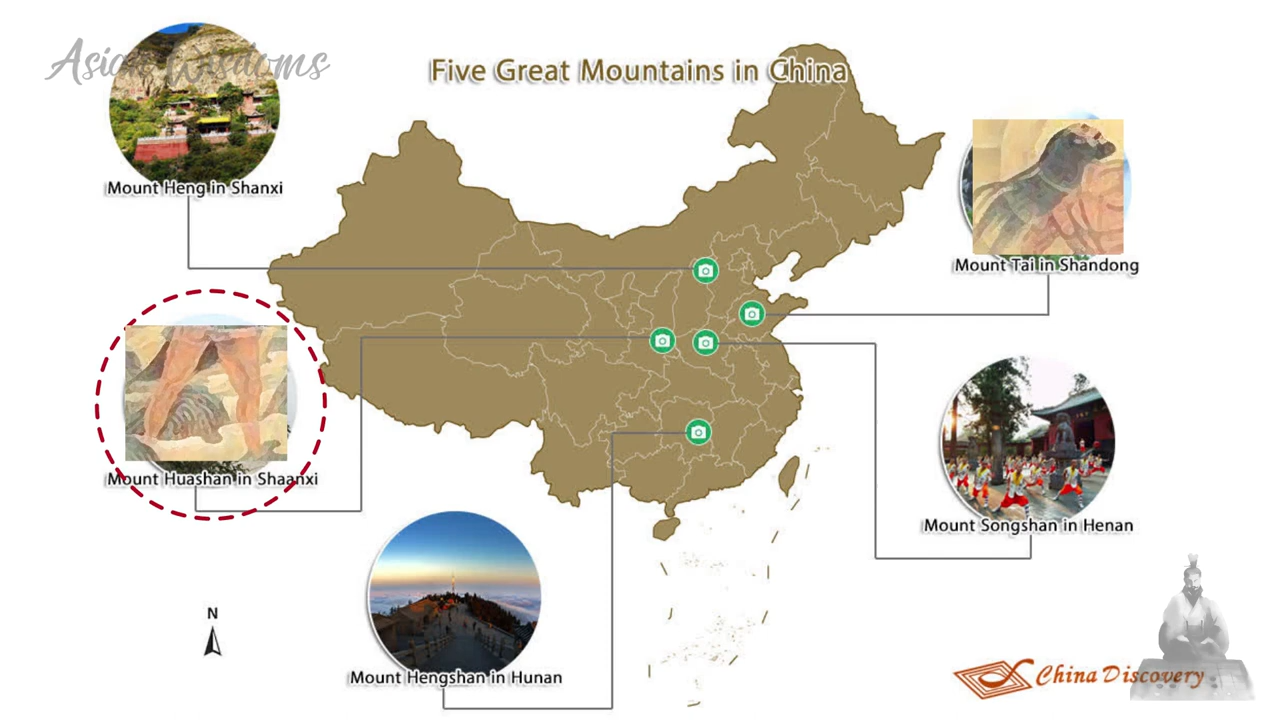 Asian Wisdoms
Five Great Mountains in China
Mount Heng in Shanxi
Mount Tai in Shandong
Mount Huashan in Shaanxi
Mount Songshan in Henan
N
Mount Hengshan in Hunan
China Discovery